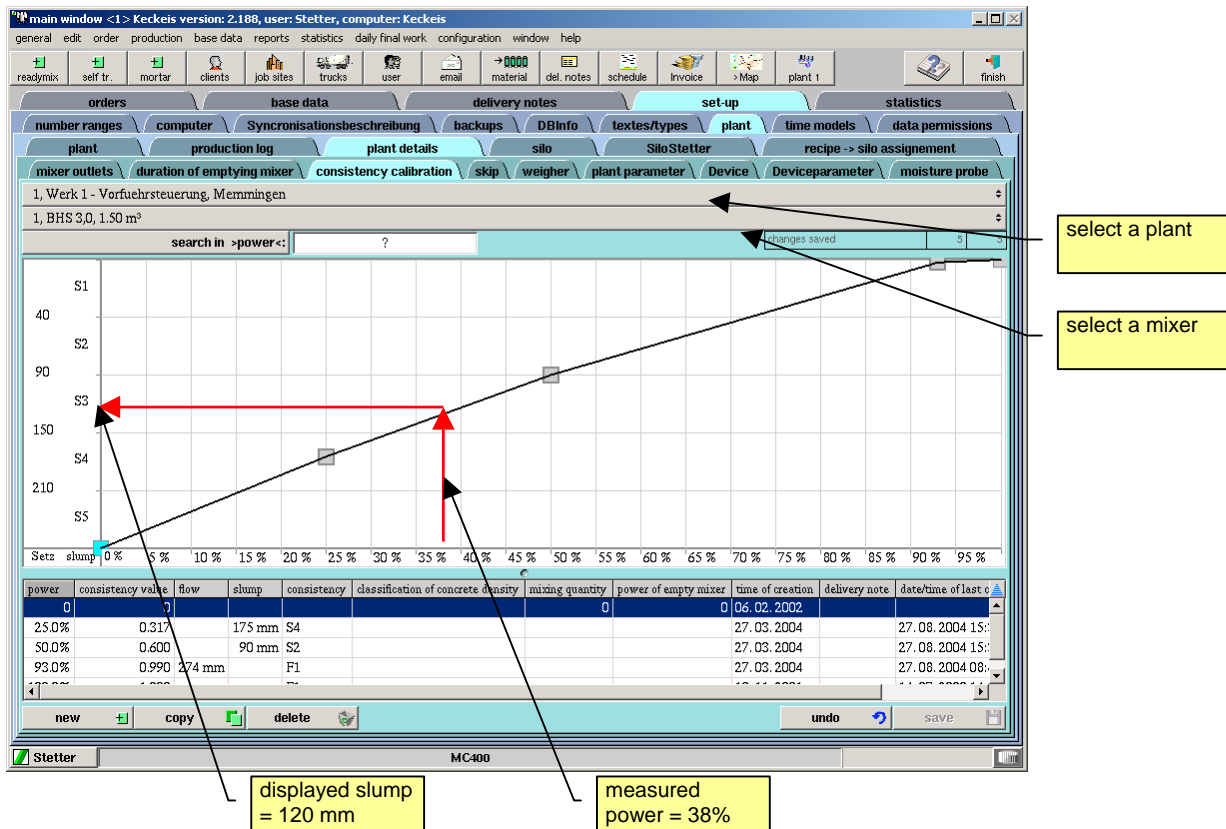 main window <1> Keckeis version: 2.188, user: Stetter, computer: Keckeis
general edit order production base data reports statistics daily final work configuration window help
readymix self tr. mortar clients job sites trucks user email material del. notes schedule Invoice >Map plant 1 finish
orders base data delivery notes set-up statistics
number ranges computer Syncronisationsbeschreibung backups DBInfo textes/types plant time models data permissions
plant production log plant details silo SiloStetter recipe -> silo assignement
mixer outlets duration of emptying mixer consistency calibration skip weigher plant parameter Device Deviceparameter moisture probe
1, Werk 1 - Vorfuehrsteuerung, Memmingen
1, BHS 3,0, 1.50 m³
search in >power<: ? changes saved 5 5
select a plant
select a mixer
S1
40
S2
90
S3
150
S4
210
S5
Setz slump 0 % 5 % 10 % 15 % 20 % 25 % 30 % 35 % 40 % 45 % 50 % 55 % 60 % 65 % 70 % 75 % 80 % 85 % 90 % 95 %
power consistency value flow slump consistency classification of concrete density mixing quantity power of empty mixer time of creation delivery note date/time of last c
0 0 0 0 06. 02. 2002
25.0% 0.317 175 mm S4 27. 03. 2004 27. 08. 2004 15:
50.0% 0.600 90 mm S2 27. 03. 2004 27. 08. 2004 15:
93.0% 0.990 274 mm F1 27. 03. 2004 27. 08. 2004 08:
new copy delete undo save
Stetter MC400
displayed slump
= 120 mm
measured
power = 38%